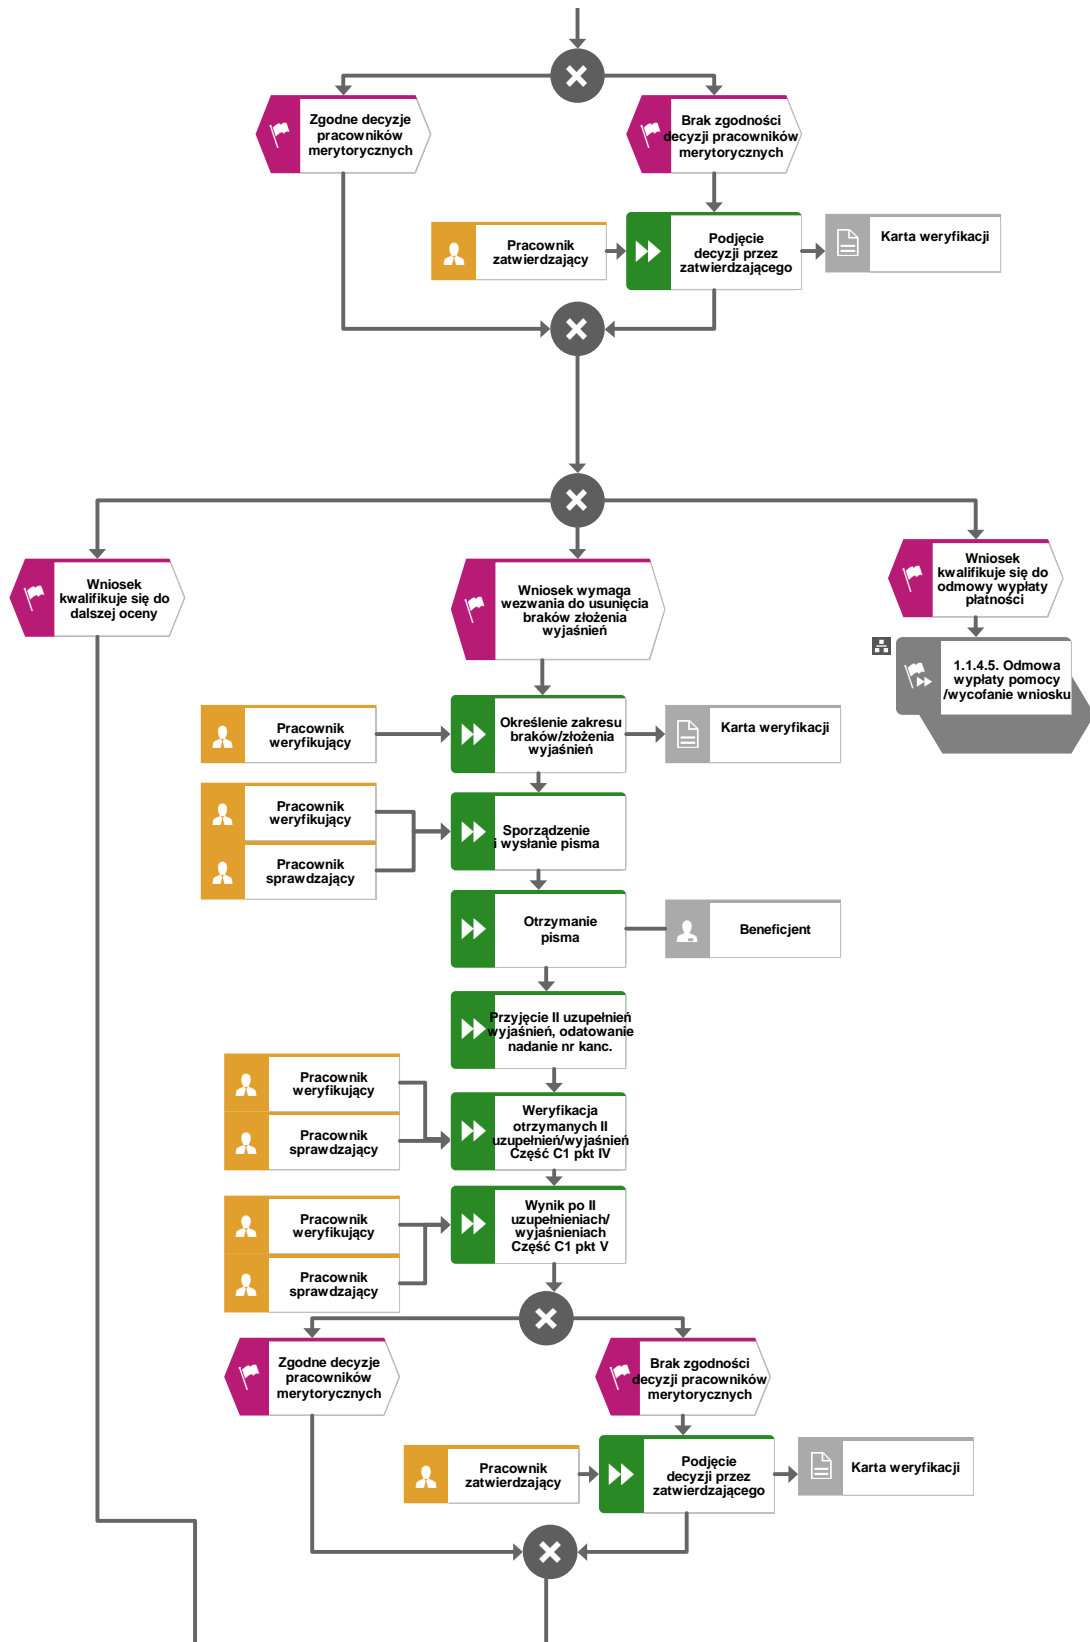 Zgodne decyzje
pracowników
merytorycznych
Brak zgodności
decyzji pracowników
merytorycznych
Pracownik
zatwierdzający
Podjęcie
decyzji przez
zatwierdzającego
Karta weryfikacji
Wniosek
kwalifikuje się do
dalszej oceny
Wniosek wymaga
wezwania do usunięcia
braków złożenia
wyjaśnień
Wniosek
kwalifikuje się do
odmowy wypłaty
płatności
1.1.4.5. Odmowa
wypłaty pomocy
/wycofanie wniosku
Pracownik
weryfikujący
Określenie zakresu
braków/złożenia
wyjaśnień
Karta weryfikacji
Pracownik
weryfikujący
Pracownik
sprawdzający
Sporządzenie
i wysłanie pisma
Otrzymanie
pisma
Beneficjent
Przyjęcie II uzupełnień
wyjaśnień, odatowanie
nadanie nr kanc.
Pracownik
weryfikujący
Pracownik
sprawdzający
Weryfikacja
otrzymanych II
uzupełnień/wyjaśnień
Część C1 pkt IV
Pracownik
weryfikujący
Pracownik
sprawdzający
Wynik po II
uzupełnieniach/
wyjaśnieniach
Część C1 pkt V
Zgodne decyzje
pracowników
merytorycznych
Brak zgodności
decyzji pracowników
merytorycznych
Pracownik
zatwierdzający
Podjęcie
decyzji przez
zatwierdzającego
Karta weryfikacji